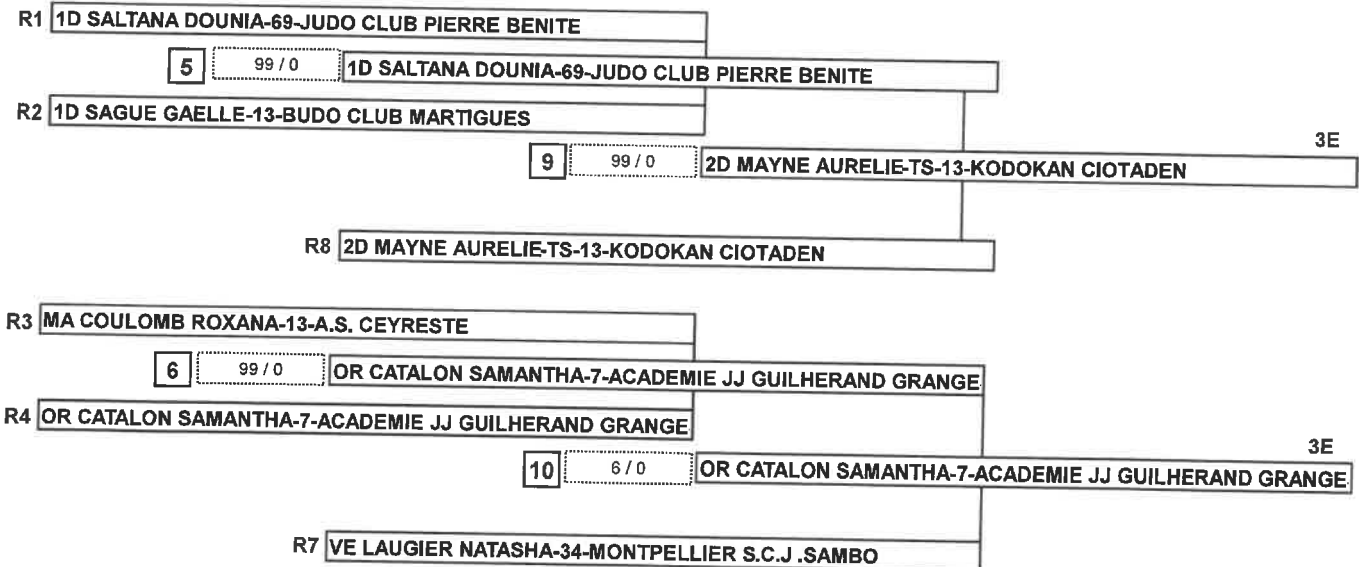 R1 1D SALTANA DOUNIA-69-JUDO CLUB PIERRE BENITE
5 99 / 0 1D SALTANA DOUNIA-69-JUDO CLUB PIERRE BENITE
R2 1D SAGUE GAELLE-13-BUDO CLUB MARTIGUES
3E
9 99 / 0 2D MAYNE AURELIE-TS-13-KODOKAN CIOTADEN
R8 2D MAYNE AURELIE-TS-13-KODOKAN CIOTADEN
R3 MA COULOMB ROXANA-13-A.S. CEYRESTE
6 99 / 0 OR CATALON SAMANTHA-7-ACADEMIE JJ GUILHERAND GRANGE
R4 OR CATALON SAMANTHA-7-ACADEMIE JJ GUILHERAND GRANGE
3E
10 6 / 0 OR CATALON SAMANTHA-7-ACADEMIE JJ GUILHERAND GRANGE
R7 VE LAUGIER NATASHA-34-MONTPELLIER S.C.J .SAMBO